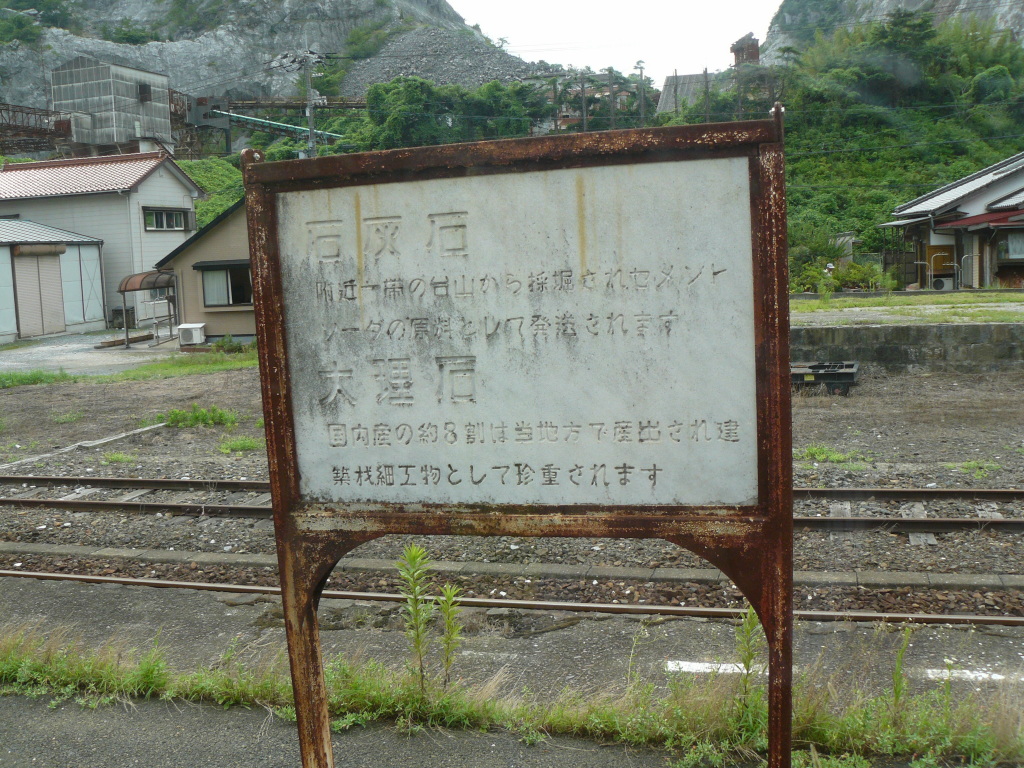 石灰石
附近一帯の台山から採掘されセメント
ソーダの原料として発送されます
大理石
国内産の約8割は当地方で産出され建
築材細工物として珍重されます